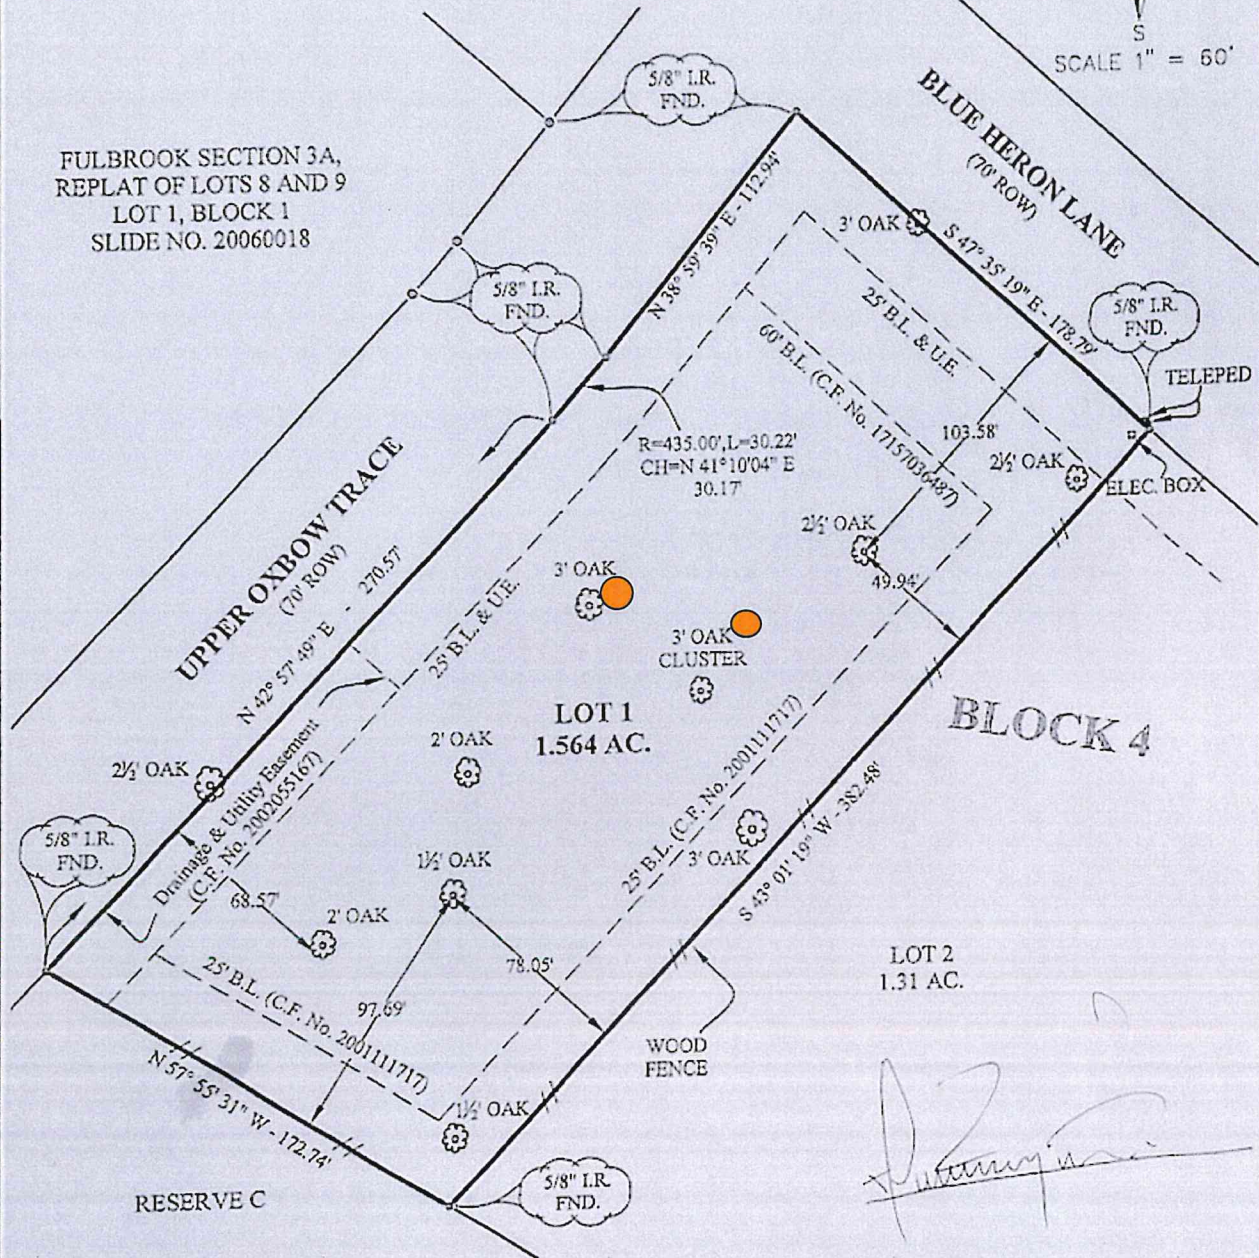 S
SCALE 1" = 60'
5/8" I.R.
FND.
BLUE HERON LANE
(70' ROW)
FULBROOK SECTION 3A,
REPLAT OF LOTS 8 AND 9
LOT 1, BLOCK 1
SLIDE NO. 20060018
N 38° 59' 39" E - 112.94'
3' OAK
S 47° 35' 19" E - 178.79'
5/8" I.R.
FND.
5/8" I.R.
FND.
25' B.L. & U.E.
60' B.L. (C.F. No. 17157036487)
TELEPED
103.58'
R=435.00', L=30.22'
CH=N 41°10'04" E
30.17'
2½' OAK
ELEC. BOX
UPPER OXBOW TRACE
(70' ROW)
270.57'
N 42° 57' 49" E
2½' OAK
49.94'
3' OAK
25' B.L. & U.E.
3' OAK
CLUSTER
LOT 1
1.564 AC.
BLOCK 4
2' OAK
2½' OAK
Drainage & Utility Easement
(C.F. No. 2002055167)
25' B.L. (C.F. No. 2001111717)
3' OAK
S 43° 01' 19" W - 382.48'
5/8" I.R.
FND.
1½' OAK
68.57'
2' OAK
78.05'
LOT 2
1.31 AC.
25' B.L. (C.F. No. 2001111717)
97.69'
WOOD
FENCE
N 57° 55' 31" W - 172.74'
1½' OAK
5/8" I.R.
FND.
RESERVE C